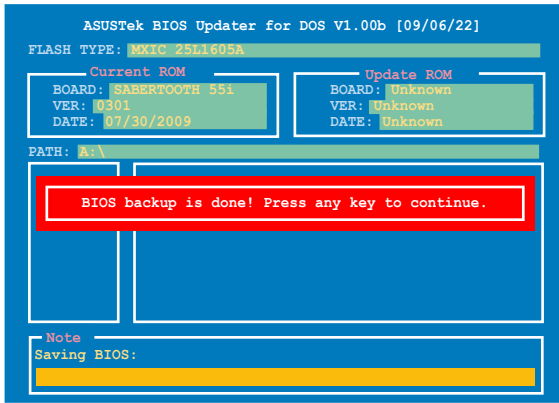 ASUSTek BIOS Updater for DOS V1.00b [09/06/22]
FLASH TYPE: MXIC 25L1605A
Current ROM
BOARD: SABERTOOTH 55i
VER: 0301
DATE: 07/30/2009
Update ROM
BOARD: Unknown
VER: Unknown
DATE: Unknown
PATH: A:\
BIOS backup is done! Press any key to continue.
Note
Saving BIOS: